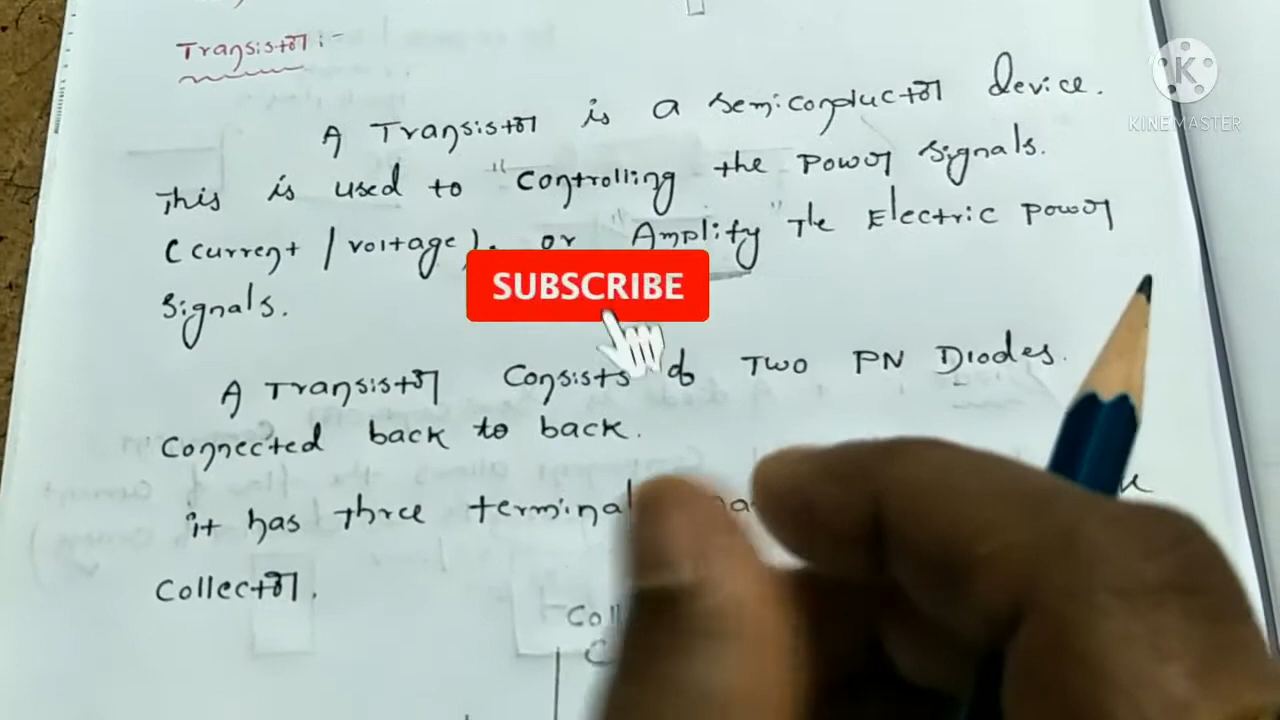 Transistor :-
A Transistor is a semiconductor device.
This is used to "controlling the power signals.
(current / voltage). or "Amplify" The Electric power
SUBSCRIBE
signals.
A Transistor Consists of Two PN Diodes.
Connected back to back.
it has three terminal
Collector.
Coll
C
K
KINEMASTER